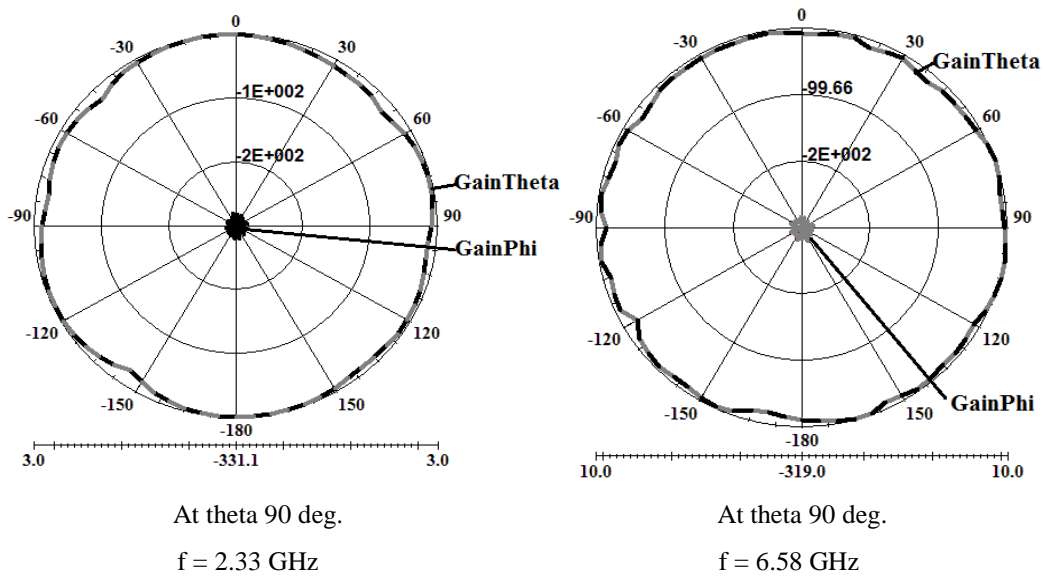 0
30
60
90
120
150
-180
-150
-120
-90
-60
-30
-1E+002
-2E+002
GainTheta
GainPhi
3.0 -331.1 3.0
At theta 90 deg.
f = 2.33 GHz
0
30
60
90
120
150
-180
-150
-120
-90
-60
-30
-99.66
-2E+002
GainTheta
GainPhi
10.0 -319.0 10.0
At theta 90 deg.
f = 6.58 GHz